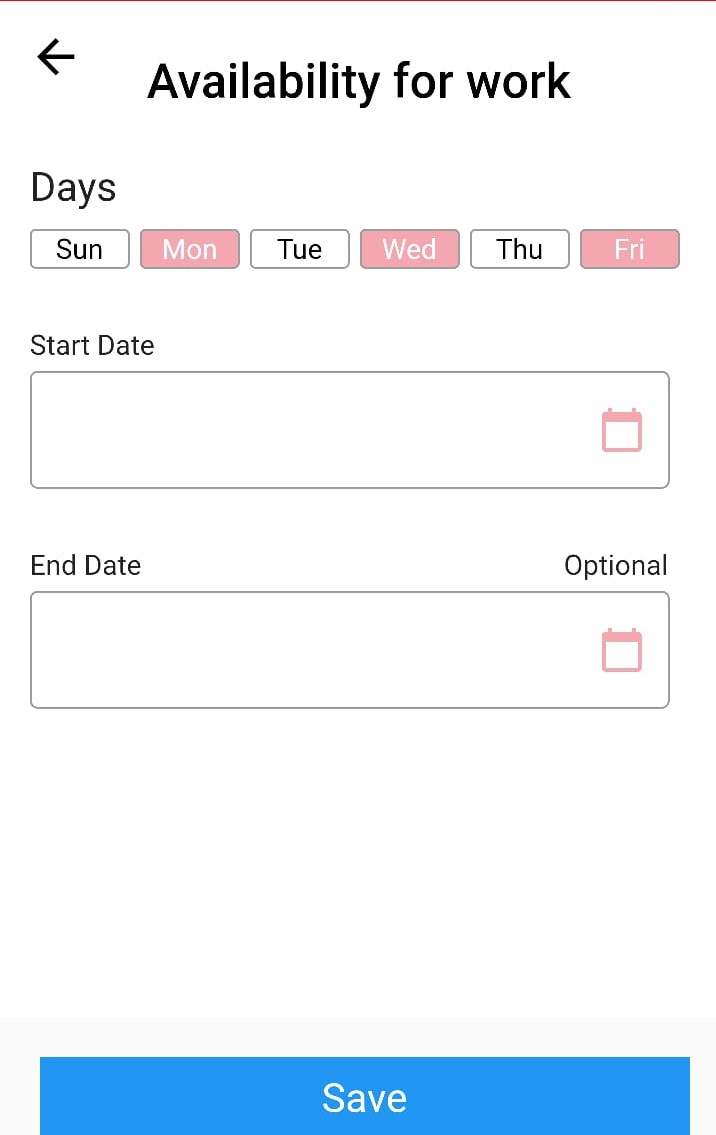 Availability for work
Days
Sun Mon Tue Wed Thu Fri
Start Date
End Date Optional
Save